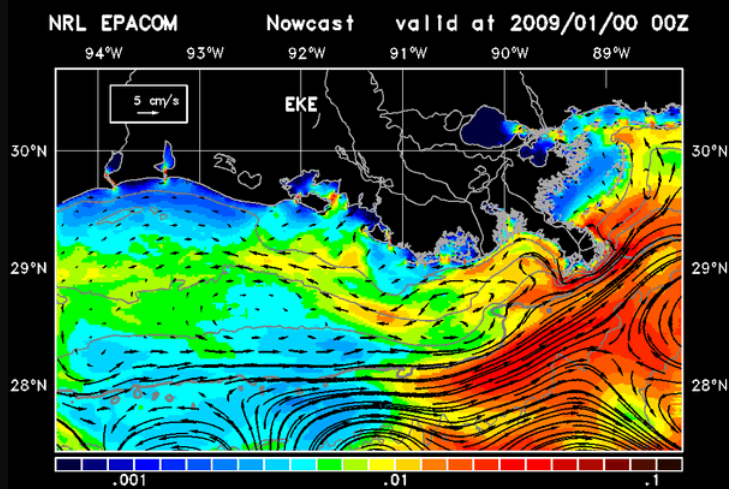 NRL EPACOM Nowcast valid at 2009/01/00 00Z
94°W 93°W 92°W 91°W 90°W 89°W
5 cm/s
EKE
30°N 30°N
29°N 29°N
28°N 28°N
.001 .01 .1